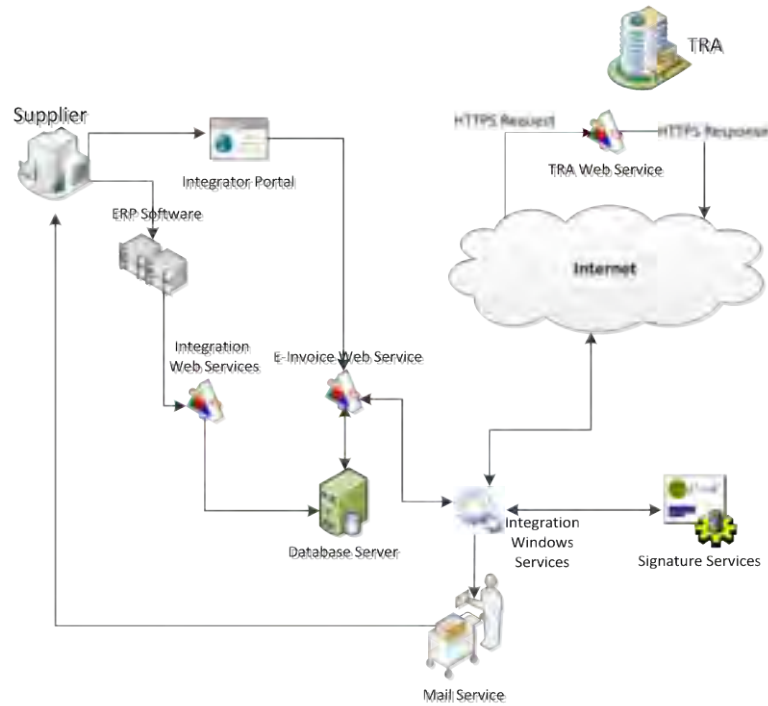 TRA
Supplier
HTTPS Request
HTTPS Response
TRA Web Service
Integrator Portal
ERP Software
Internet
Integration
Web Services
E-Invoice Web Service
Integration
Windows
Services
Signature Services
Database Server
Mail Service